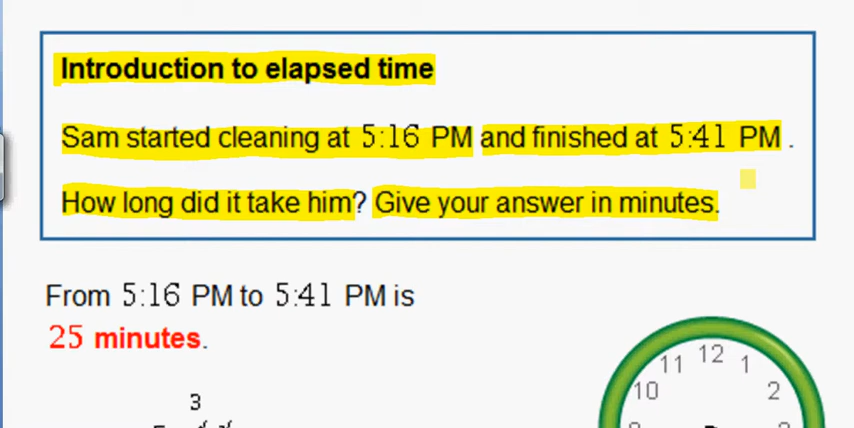 Introduction to elapsed time
Sam started cleaning at 5:16 PM and finished at 5:41 PM .
How long did it take him? Give your answer in minutes.
From 5:16 PM to 5:41 PM is
25 minutes.
3
11 12 1
10 2